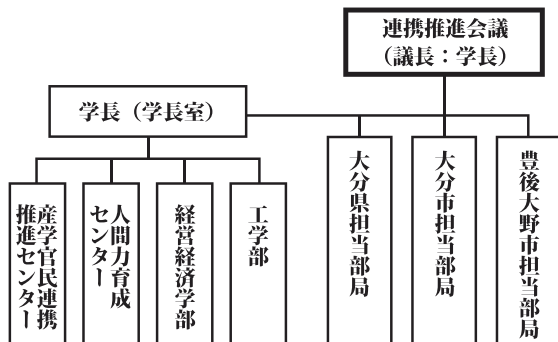 連携推進会議
（議長：学長）
学長（学長室）
産学官民連携
推進センター
人間力育成
センター
経営経済学部
工学部
大分県担当部局
大分市担当部局
豊後大野市担当部局